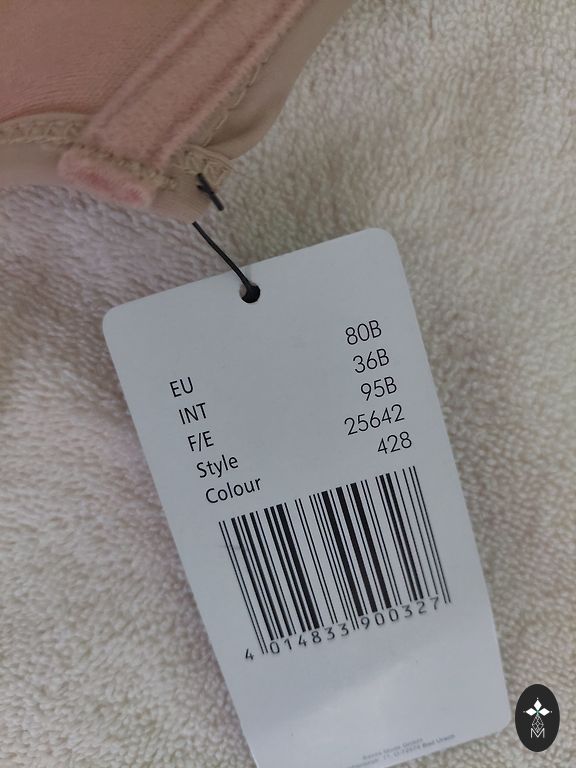 EU 80B
INT 36B
F/E 95B
Style 25642
Colour 428
4 014833 900327
M